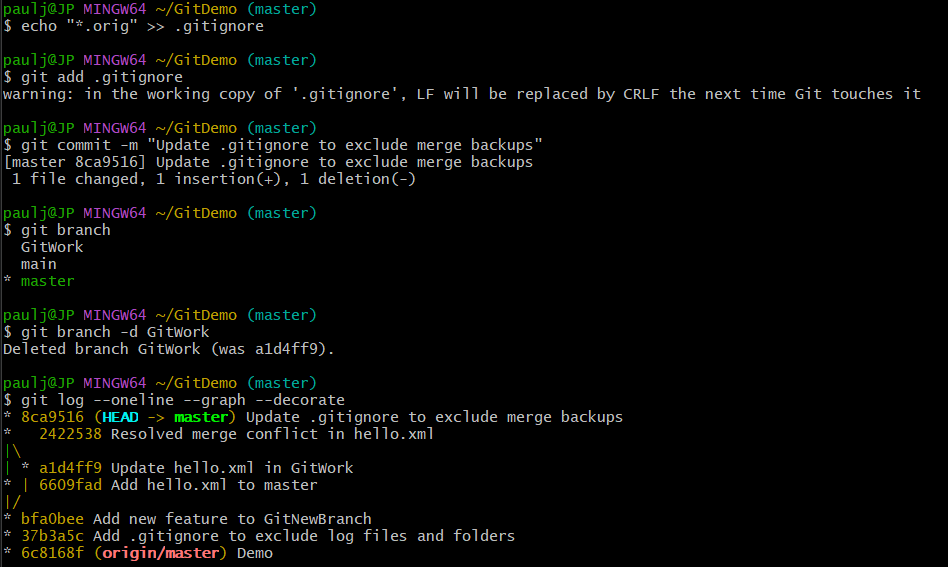 paulj@JP MINGW64 ~/GitDemo (master)
$ echo "*.orig" >> .gitignore

paulj@JP MINGW64 ~/GitDemo (master)
$ git add .gitignore
warning: in the working copy of '.gitignore', LF will be replaced by CRLF the next time Git touches it

paulj@JP MINGW64 ~/GitDemo (master)
$ git commit -m "Update .gitignore to exclude merge backups"
[master 8ca9516] Update .gitignore to exclude merge backups
 1 file changed, 1 insertion(+), 1 deletion(-)

paulj@JP MINGW64 ~/GitDemo (master)
$ git branch
  GitWork
  main
* master

paulj@JP MINGW64 ~/GitDemo (master)
$ git branch -d GitWork
Deleted branch GitWork (was a1d4ff9).

paulj@JP MINGW64 ~/GitDemo (master)
$ git log --oneline --graph --decorate
* 8ca9516 (HEAD -> master) Update .gitignore to exclude merge backups
*   2422538 Resolved merge conflict in hello.xml
|\
| * a1d4ff9 Update hello.xml in GitWork
* | 6609fad Add hello.xml to master
|/
* bfa0bee Add new feature to GitNewBranch
* 37b3a5c Add .gitignore to exclude log files and folders
* 6c8168f (origin/master) Demo